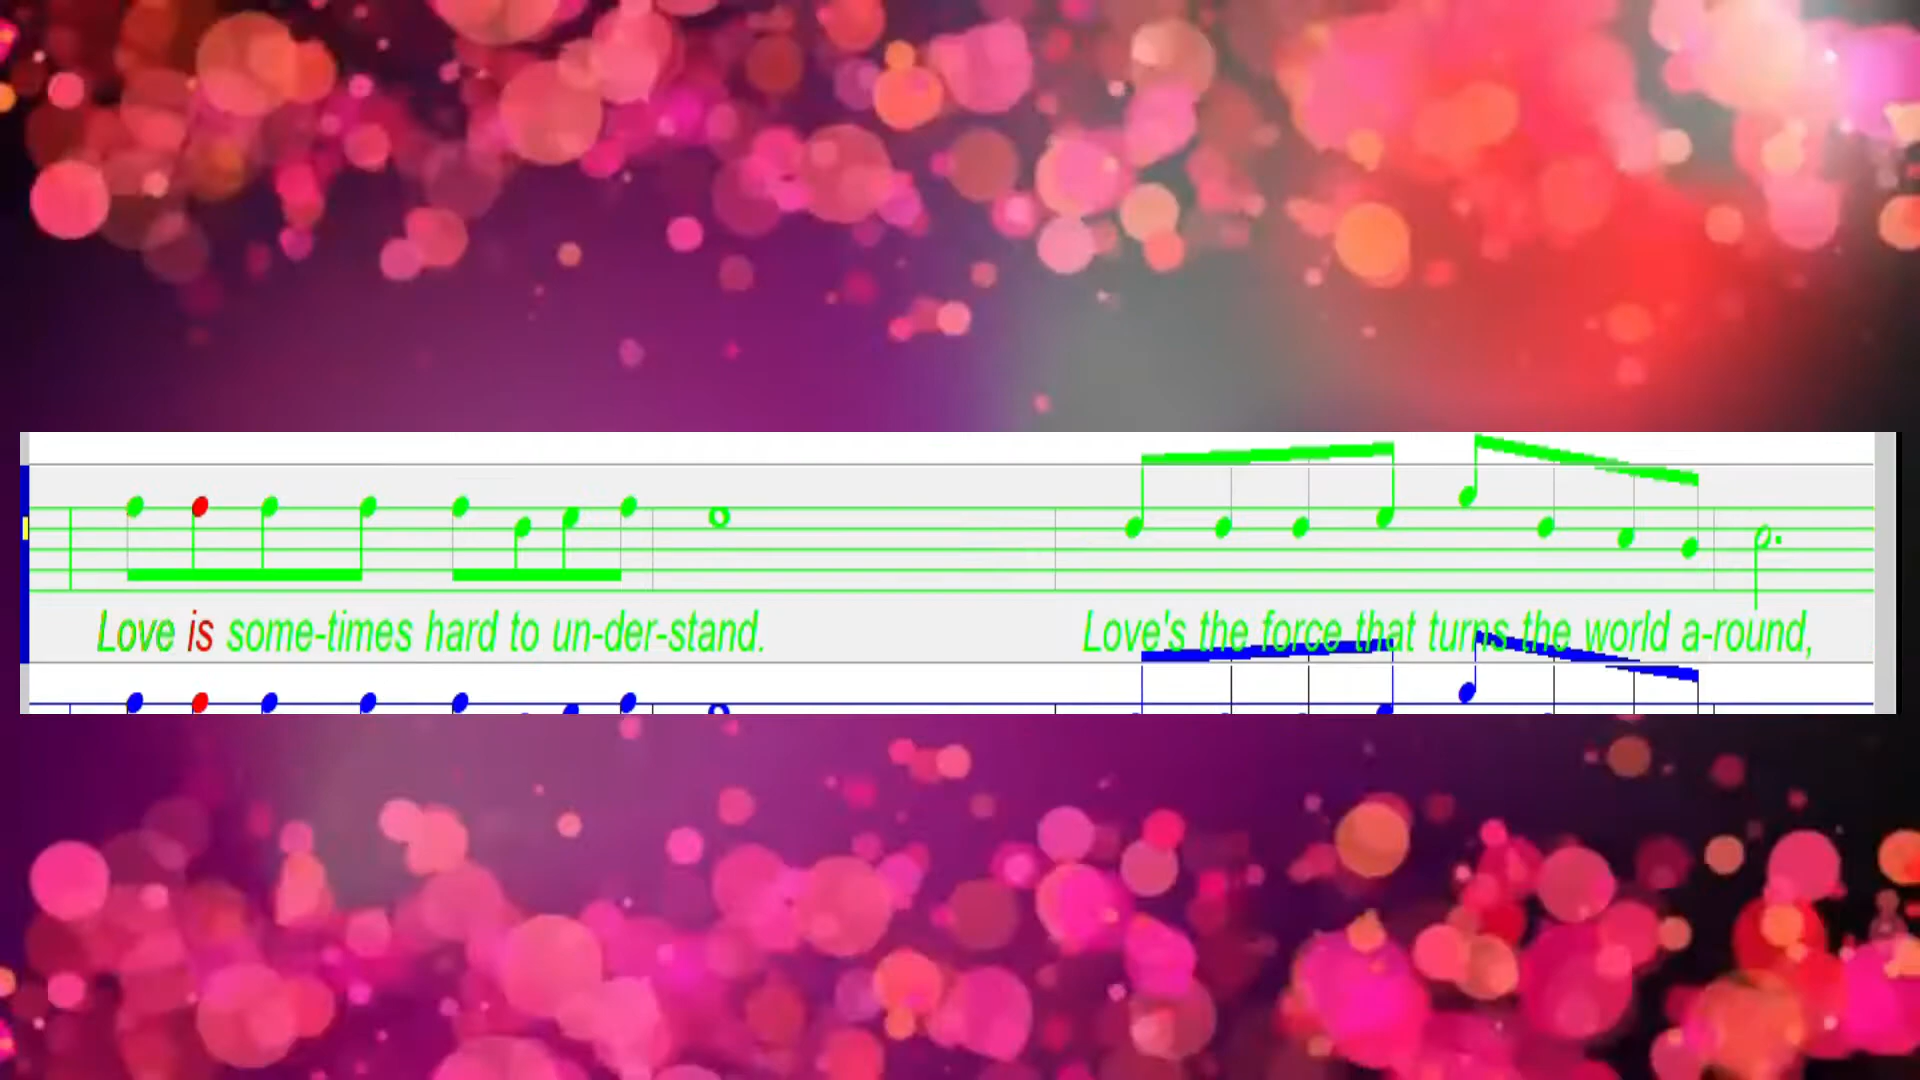 Love is some-times hard to un-der-stand. Love's the force that turns the world a-round,